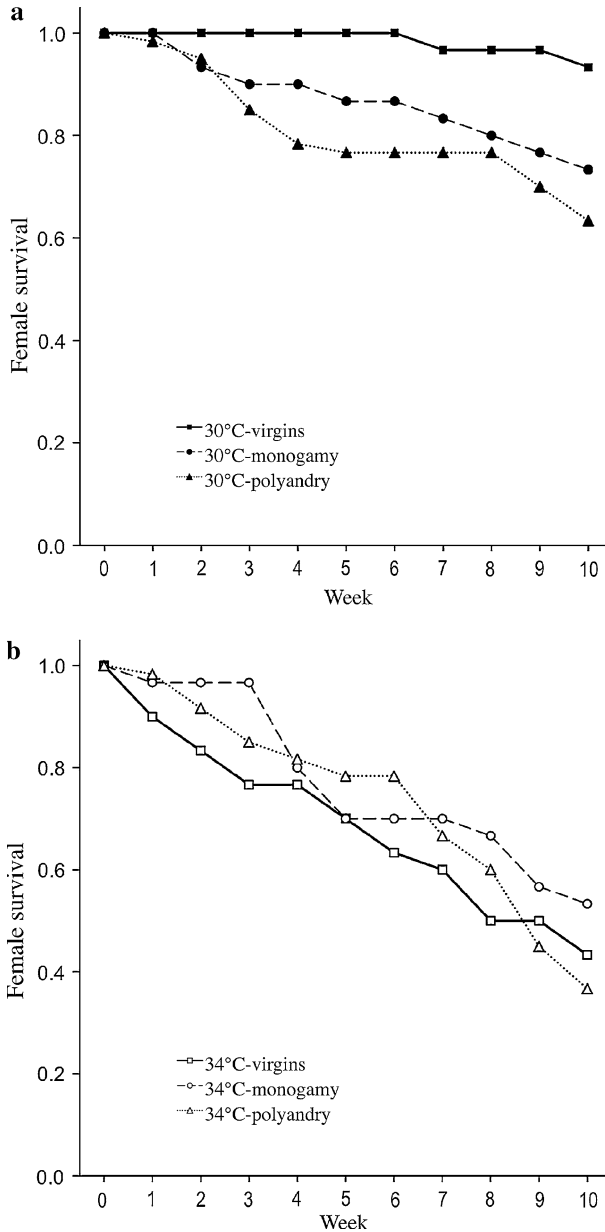 a
1.0
0.8
0.6
0.4
0.2
0.0
Female survival
30°C-virgins
30°C-monogamy
30°C-polyandry
0 1 2 3 4 5 6 7 8 9 10
Week
b
1.0
0.8
0.6
0.4
0.2
0.0
Female survival
34°C-virgins
34°C-monogamy
34°C-polyandry
0 1 2 3 4 5 6 7 8 9 10
Week